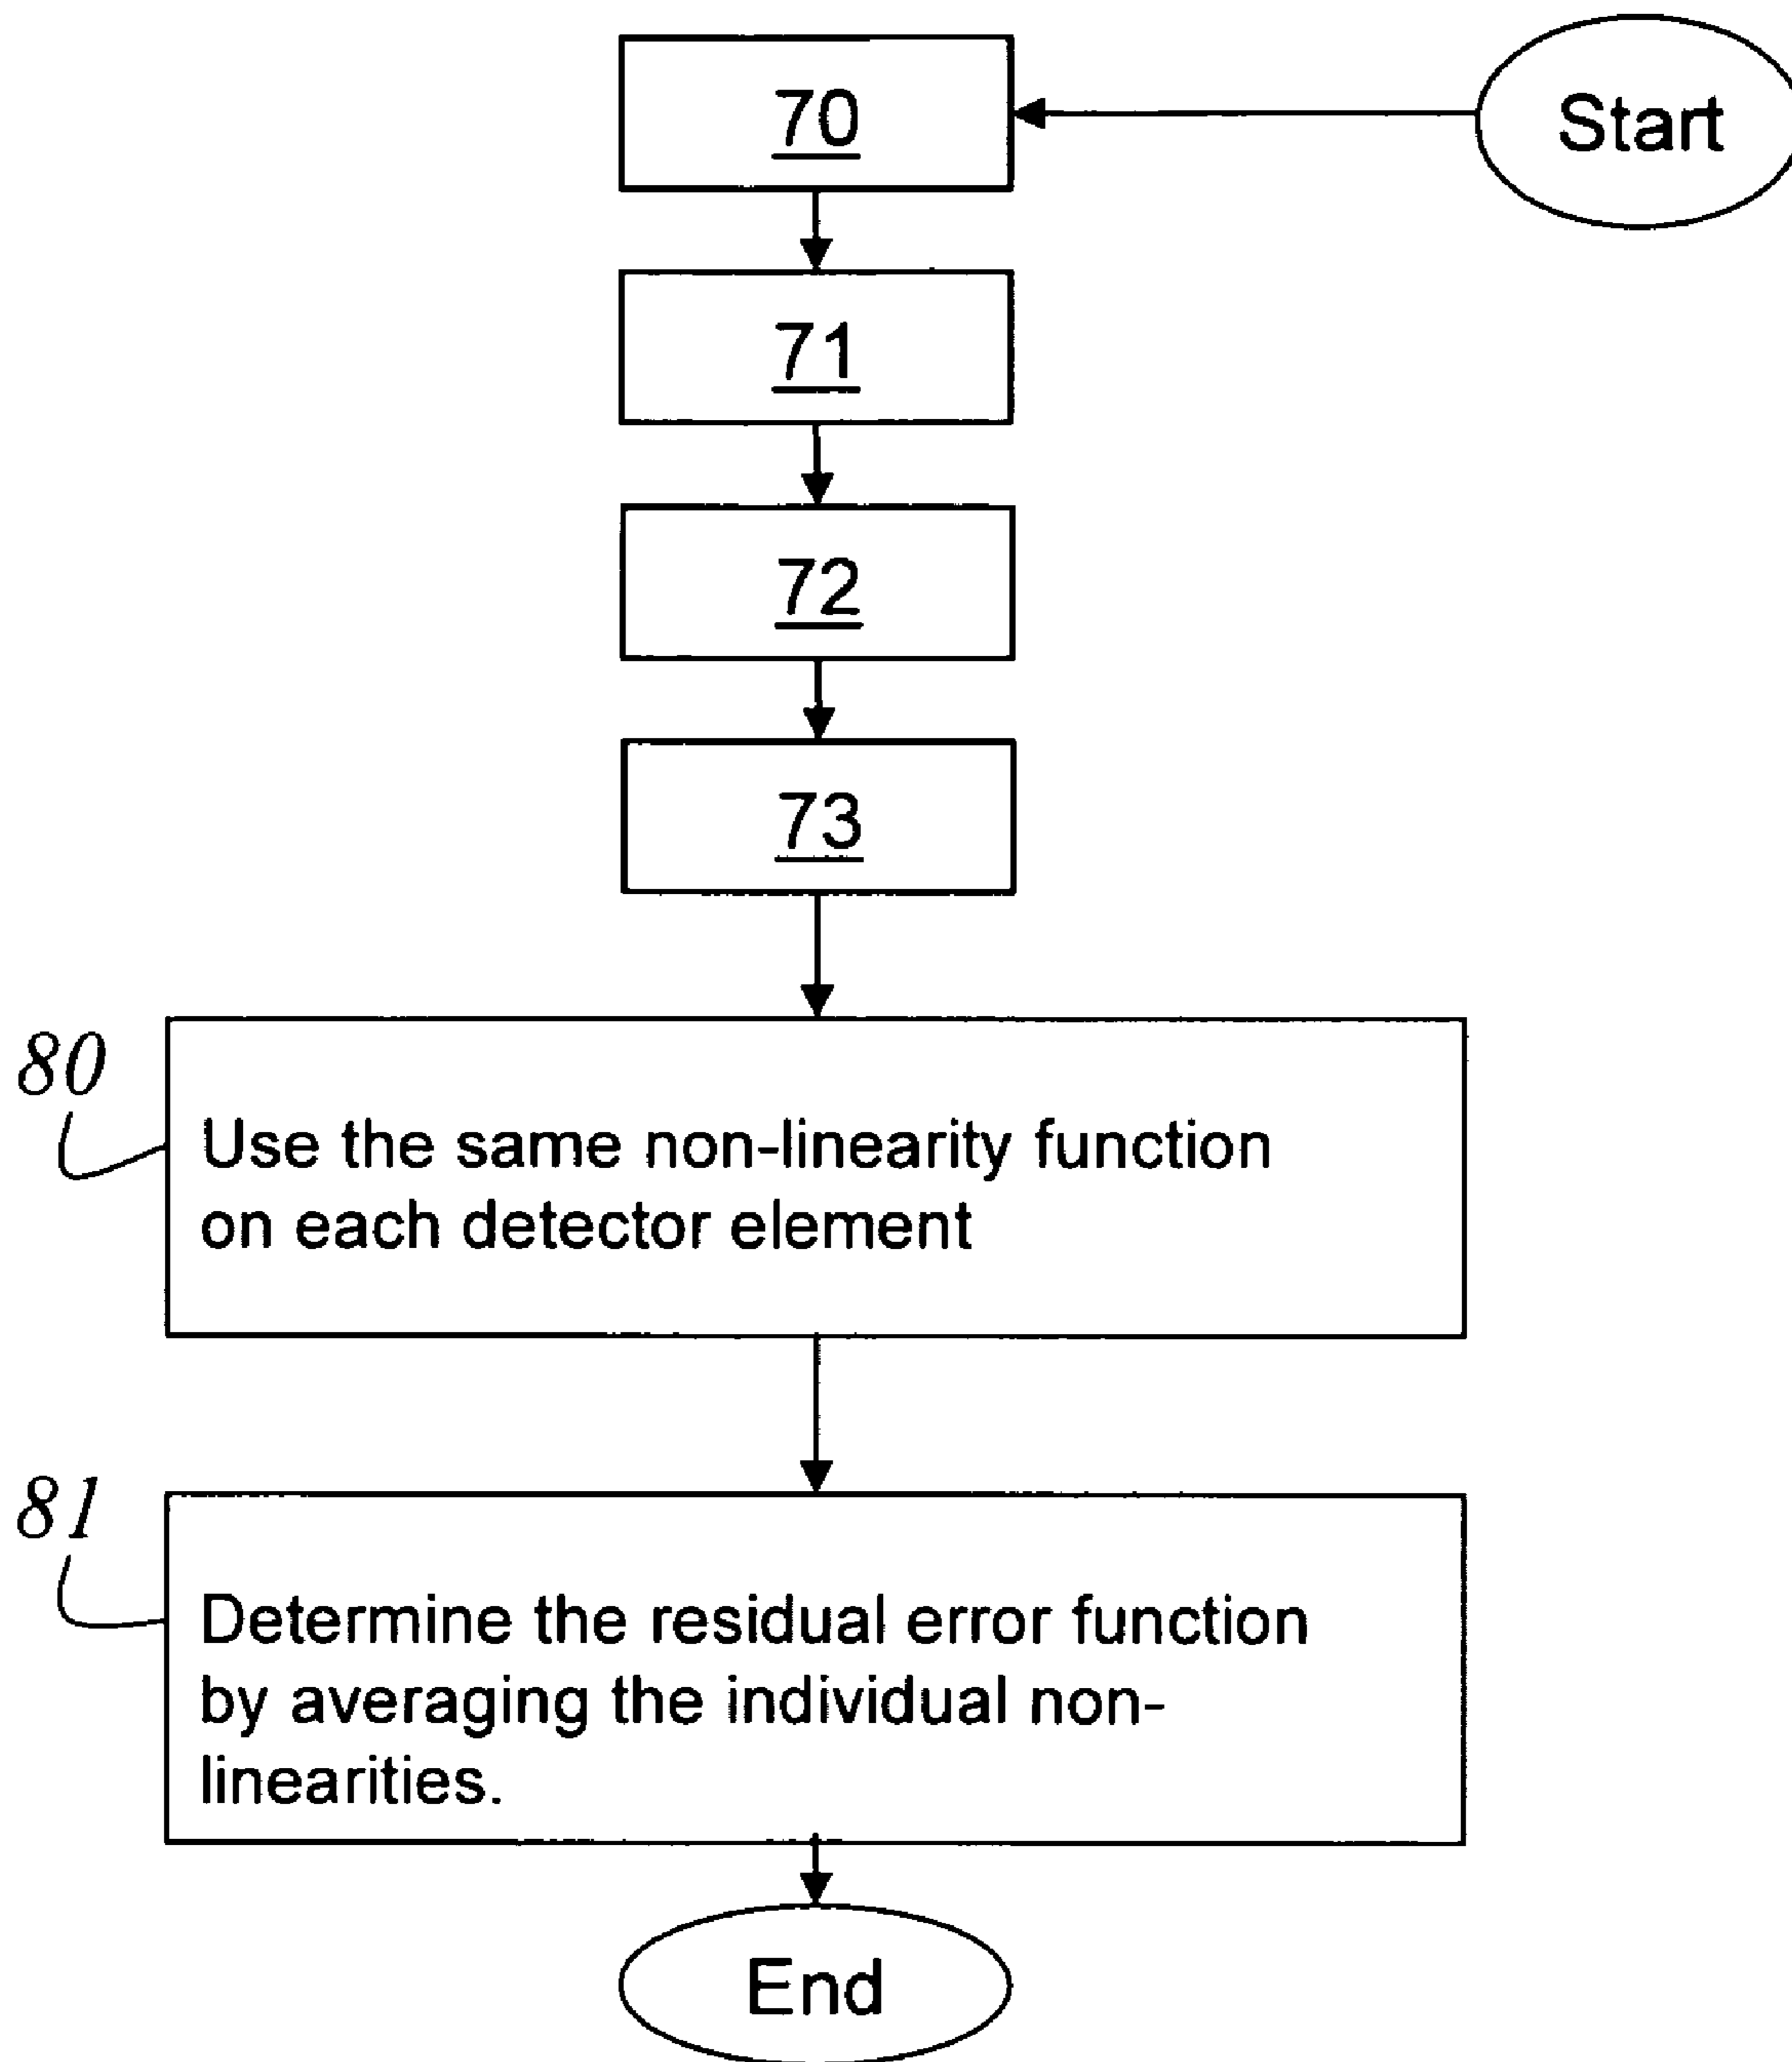 Start
70
71
72
73
80
Use the same non-linearity function
on each detector element
81
Determine the residual error function
by averaging the individual non-
linearities.
End